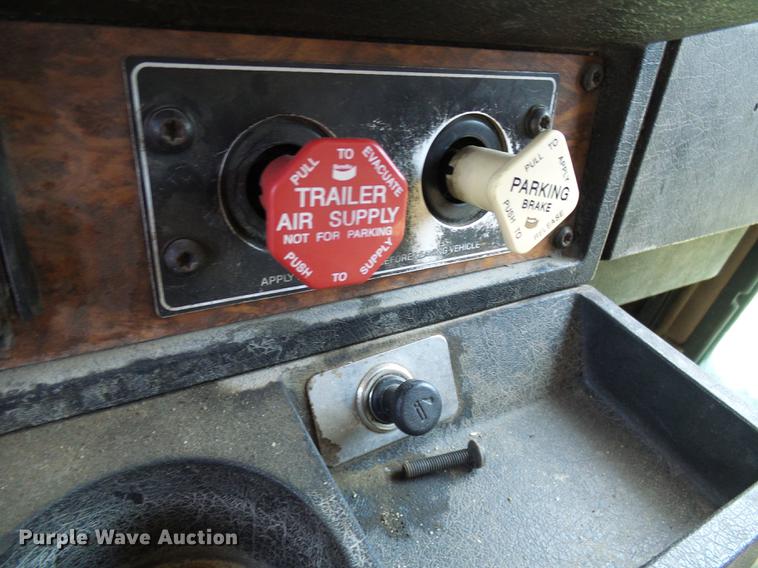 PULL TO EVACUATE
TRAILER
AIR SUPPLY
NOT FOR PARKING
PUSH TO SUPPLY
PULL TO APPLY
PARKING
BRAKE
PUSH TO RELEASE
APPLY BEFORE LEAVING VEHICLE
Purple Wave Auction